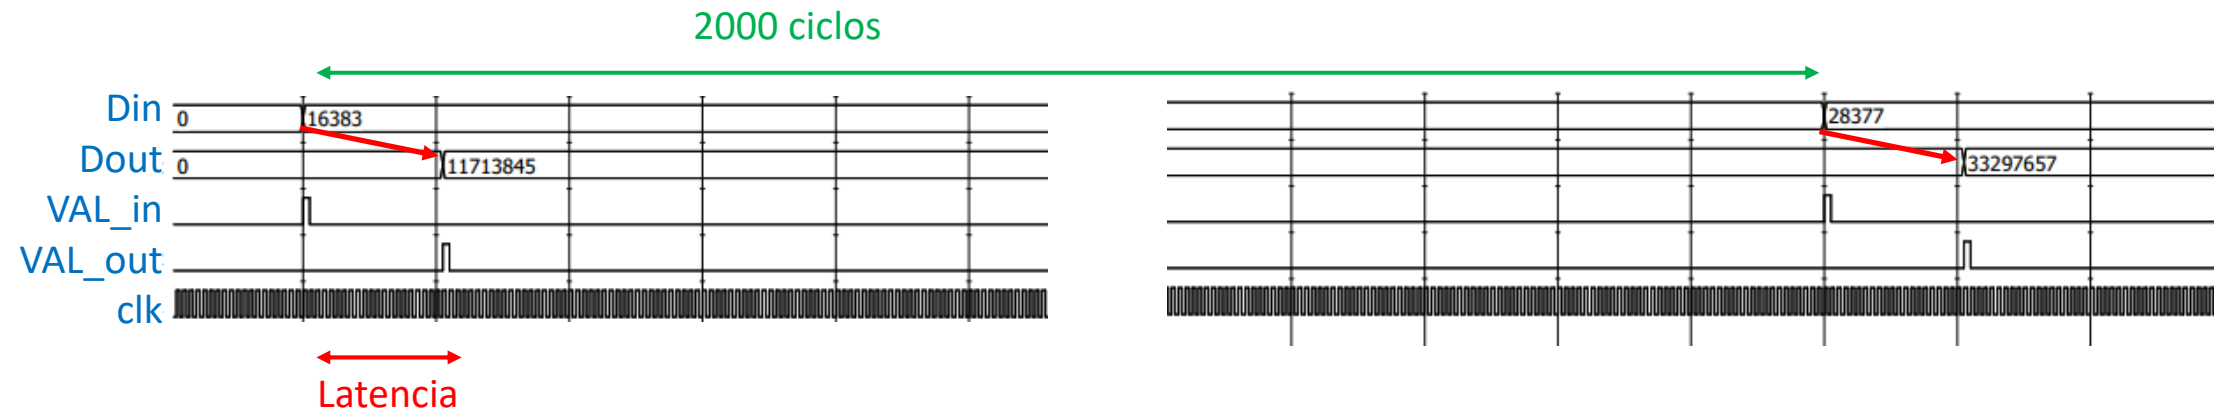 2000 ciclos
Din 0 16383 28377
Dout 0 11713845 33297657
VAL_in
VAL_out
clk
Latencia